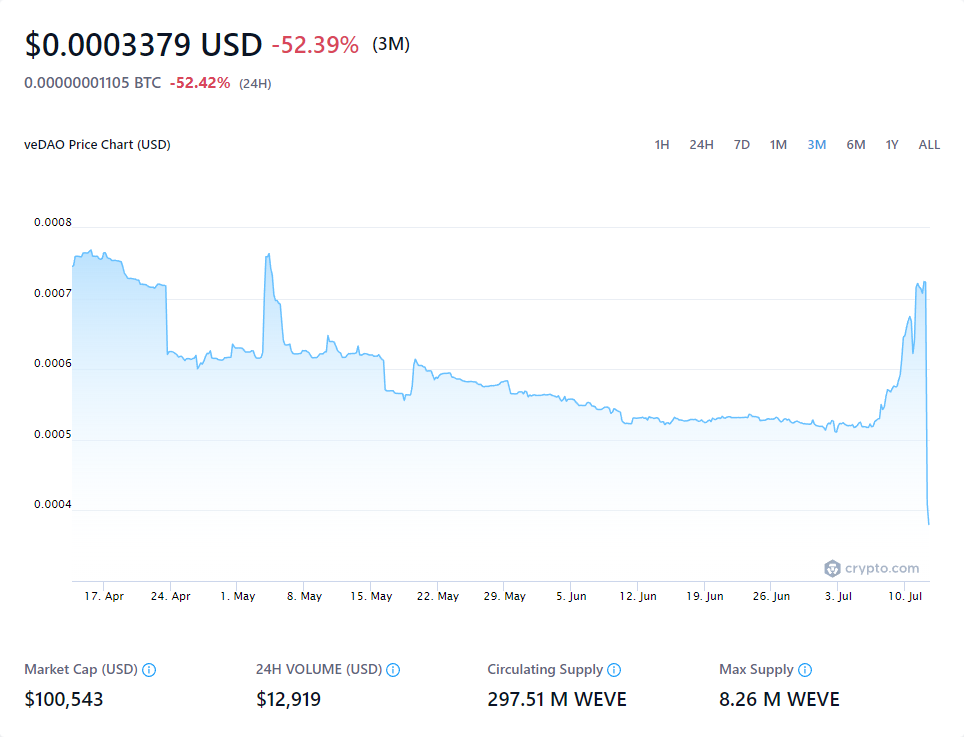 $0.0003379 USD -52.39% (3M)
0.00000001105 BTC -52.42% (24H)
veDAO Price Chart (USD)
1H 24H 7D 1M 3M 6M 1Y ALL
0.0008
0.0007
0.0006
0.0005
0.0004
crypto.com
17. Apr 24. Apr 1. May 8. May 15. May 22. May 29. May 5. Jun 12. Jun 19. Jun 26. Jun 3. Jul 10. Jul
Market Cap (USD) 24H VOLUME (USD) Circulating Supply Max Supply
$100,543 $12,919 297.51 M WEVE 8.26 M WEVE